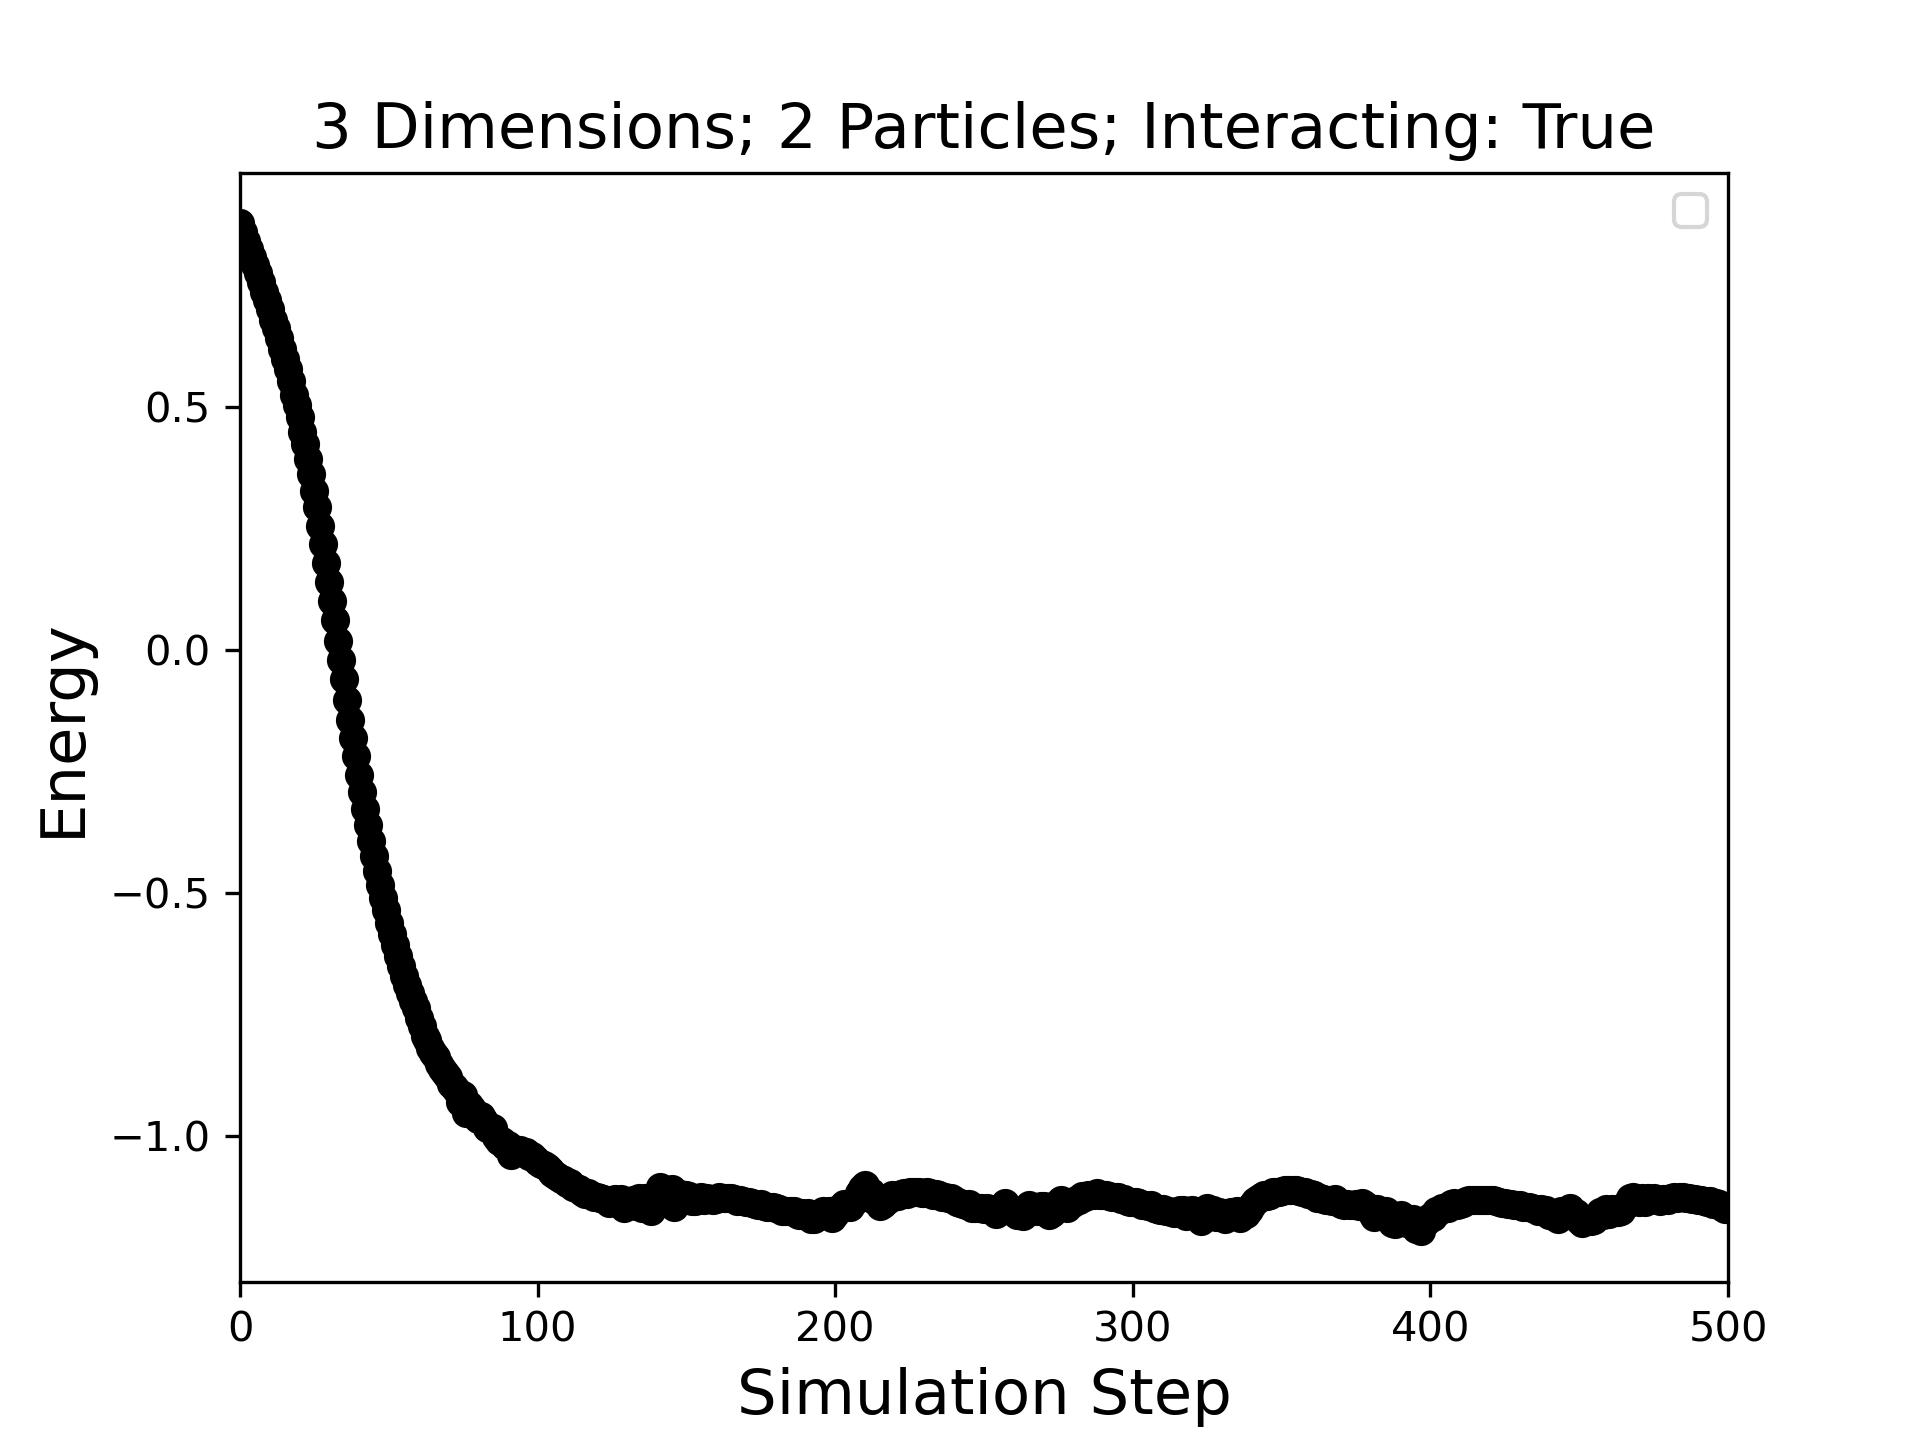 3 Dimensions; 2 Particles; Interacting: True
0.5
0.0
−0.5
−1.0
Energy
0 100 200 300 400 500
Simulation Step